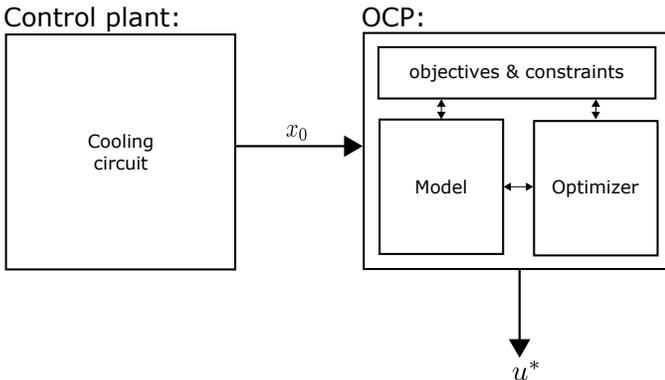 Control plant:
OCP:
objectives & constraints
Cooling
circuit
x₀
Model
Optimizer
u*